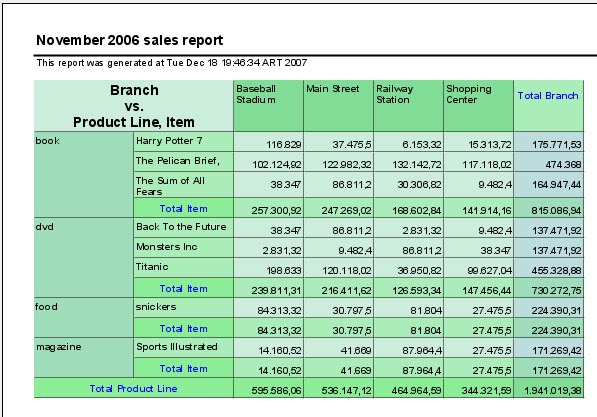 November 2006 sales report
This report was generated at Tue Dec 18 19:46:34 ART 2007
Branch
vs.
Product Line, Item
Baseball Stadium
Main Street
Railway Station
Shopping Center
Total Branch
book Harry Potter 7 116.829 37.475,5 6.153,32 15.313,72 175.771,53
The Pelican Brief, 102.124,92 122.982,32 132.142,72 117.118,02 474.368
The Sum of All Fears 38.347 86.811,2 30.306,82 9.482,4 164.947,44
Total Item 257.300,92 247.269,02 168.602,84 141.914,16 815.086,94
dvd Back To the Future 38.347 86.811,2 2.831,32 9.482,4 137.471,92
Monsters Inc 2.831,32 9.482,4 86.811,2 38.347 137.471,92
Titanic 198.633 120.118,02 36.950,82 99.627,04 455.328,88
Total Item 239.811,31 216.411,62 126.593,34 147.456,44 730.272,75
food snickers 84.313,32 30.797,5 81.804 27.475,5 224.390,31
Total Item 84.313,32 30.797,5 81.804 27.475,5 224.390,31
magazine Sports Illustrated 14.160,52 41.669 87.964,4 27.475,5 171.269,42
Total Item 14.160,52 41.669 87.964,4 27.475,5 171.269,42
Total Product Line 595.586,06 536.147,12 464.964,59 344.321,59 1.941.019,38